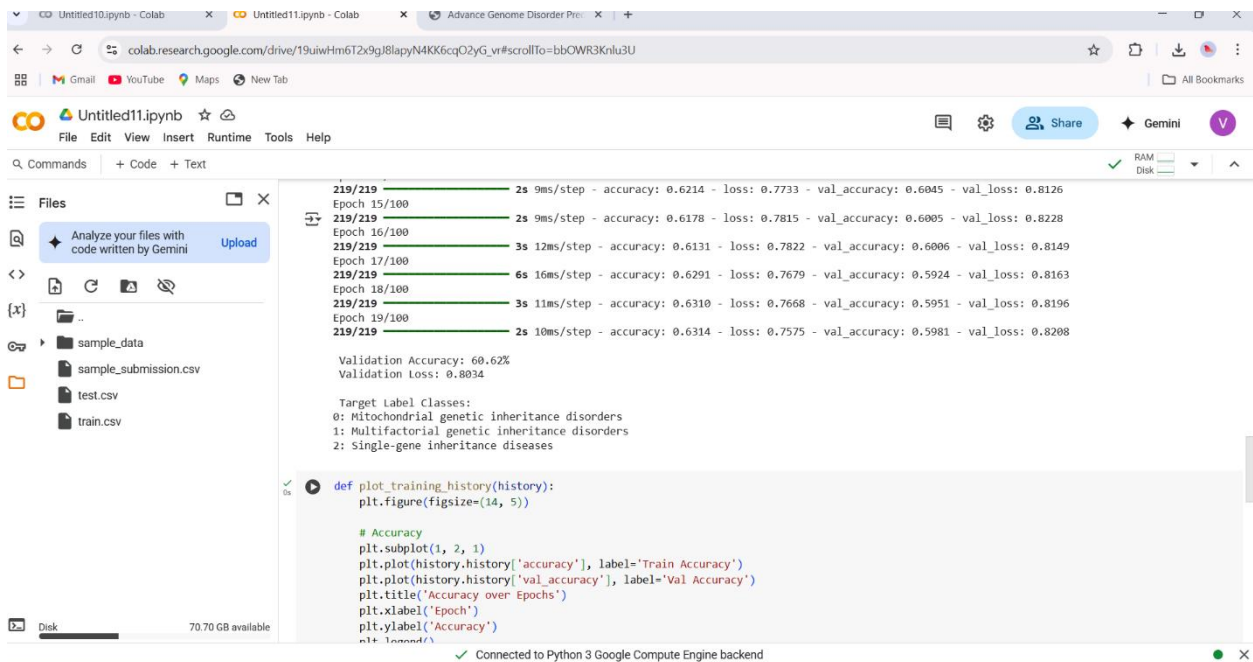 Untitled10.ipynb - Colab
Untitled11.ipynb - Colab
Advance Genome Disorder Pre
colab.research.google.com/drive/19uiwHm6T2x9gJ8lapyN4KK6cqO2yG_vr#scrollTo=bbOWR3Knlu3U
Gmail YouTube Maps New Tab All Bookmarks
CO Untitled11.ipynb
File Edit View Insert Runtime Tools Help
Share Gemini V
Commands + Code + Text
RAM
Disk
Files
Analyze your files with
code written by Gemini
Upload
..
sample_data
sample_submission.csv
test.csv
train.csv
Disk 70.70 GB available
219/219 2s 9ms/step - accuracy: 0.6214 - loss: 0.7733 - val_accuracy: 0.6045 - val_loss: 0.8126
Epoch 15/100
219/219 2s 9ms/step - accuracy: 0.6178 - loss: 0.7815 - val_accuracy: 0.6005 - val_loss: 0.8228
Epoch 16/100
219/219 3s 12ms/step - accuracy: 0.6131 - loss: 0.7822 - val_accuracy: 0.6006 - val_loss: 0.8149
Epoch 17/100
219/219 6s 16ms/step - accuracy: 0.6291 - loss: 0.7679 - val_accuracy: 0.5924 - val_loss: 0.8163
Epoch 18/100
219/219 3s 11ms/step - accuracy: 0.6310 - loss: 0.7668 - val_accuracy: 0.5951 - val_loss: 0.8196
Epoch 19/100
219/219 2s 10ms/step - accuracy: 0.6314 - loss: 0.7575 - val_accuracy: 0.5981 - val_loss: 0.8208
Validation Accuracy: 60.62%
Validation Loss: 0.8034
Target Label Classes:
0: Mitochondrial genetic inheritance disorders
1: Multifactorial genetic inheritance disorders
2: Single-gene inheritance diseases
0s
def plot_training_history(history):
plt.figure(figsize=(14, 5))
# Accuracy
plt.subplot(1, 2, 1)
plt.plot(history.history['accuracy'], label='Train Accuracy')
plt.plot(history.history['val_accuracy'], label='Val Accuracy')
plt.title('Accuracy over Epochs')
plt.xlabel('Epoch')
plt.ylabel('Accuracy')
plt.legend()
Connected to Python 3 Google Compute Engine backend